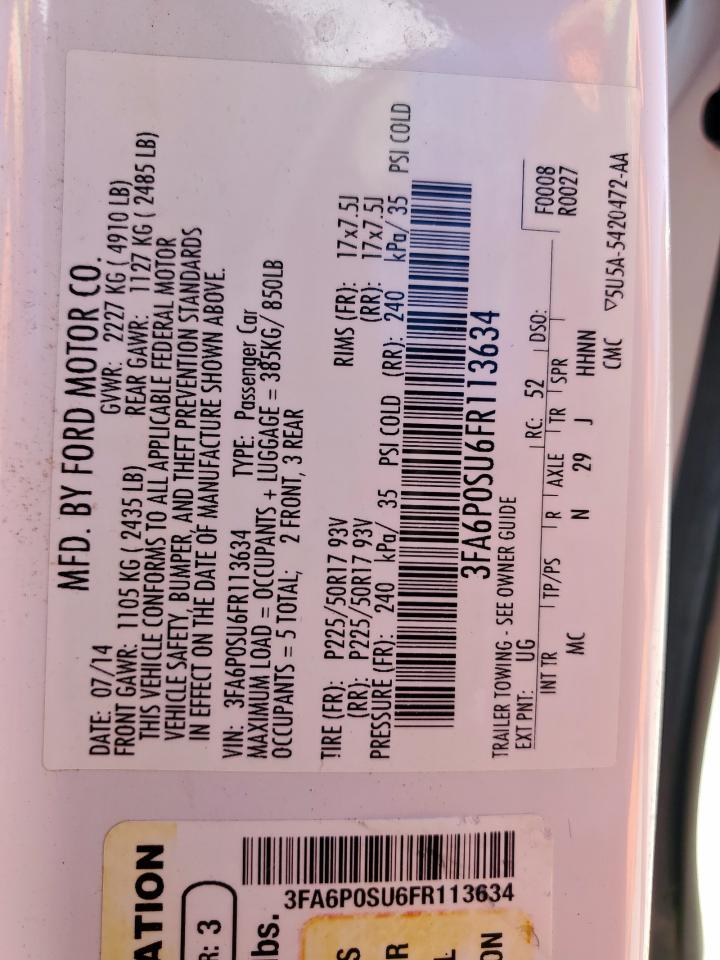 MFD. BY FORD MOTOR CO.
DATE: 07/14 GVWR: 2227 KG ( 4910 LB)
FRONT GAWR: 1105 KG ( 2435 LB) REAR GAWR: 1127 KG ( 2485 LB)
THIS VEHICLE CONFORMS TO ALL APPLICABLE FEDERAL MOTOR
VEHICLE SAFETY, BUMPER, AND THEFT PREVENTION STANDARDS
IN EFFECT ON THE DATE OF MANUFACTURE SHOWN ABOVE.
VIN: 3FA6P0SU6FR113634 TYPE: Passenger Car
MAXIMUM LOAD = OCCUPANTS + LUGGAGE = 385KG/ 850LB
OCCUPANTS = 5 TOTAL; 2 FRONT, 3 REAR
TIRE (FR): P225/50R17 93V RIMS (FR): 17x7.5J
(RR): P225/50R17 93V (RR): 17x7.5J
PRESSURE (FR): 240 kPa/ 35 PSI COLD (RR): 240 kPa/ 35 PSI COLD
3FA6P0SU6FR113634
TRAILER TOWING - SEE OWNER GUIDE
EXT PNT: UG RC: 52 DSO: F0008
R0027
INT TR TP/PS R AXLE TR SPR
MC N 29 J HHNN
CMC ▽5U5A-5420472-AA
ATION
R: 3
lbs.
3FA6P0SU6FR113634
S
R
L
ON